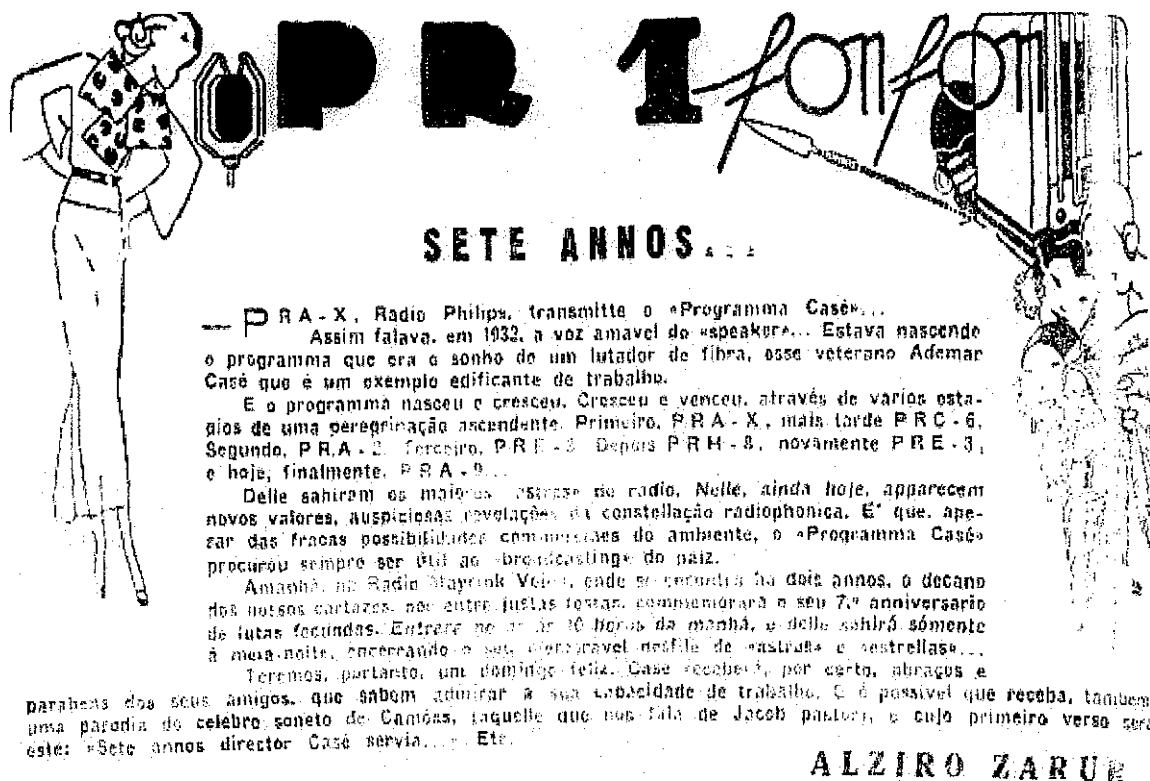 PR 1 fon fon
SETE ANNOS...
— PRA-X, Radio Philips, transmitte o «Programma Casé»...
Assim falava, em 1932, a voz amavel do «speaker»... Estava nascendo
o programma que era o sonho de um lutador de fibra, esse veterano Ademar
Casé que é um exemplo edificante de trabalho.
E o programma nasceu e cresceu. Cresceu e venceu, através de varios esta-
gios de uma peregrinação ascendente. Primeiro, PRA-X, mais tarde PRC-6.
Segundo, PRA-2. Terceiro, PRE-3. Depois PRH-8, novamente PRE-3,
e hoje, finalmente, PRA-9...
Delle sahiram os maiores do radio. Nelle, ainda hoje, apparecem
novos valores, auspiciosas revelações da constellação radiophonica. E' que, ape-
zar das fracas possibilidades do ambiente, o «Programma Casé»
procurou sempre ser util ao «broadcasting» do paiz.
Amanhã, na Radio Mayrink Veiga, onde se encontra ha dois annos, o decano
dos nossos cartazes, por entre justas festas, commemorará o seu 7.º anniversario
de lutas fecundas. Entrará no ar ás 10 horas da manhã, e delle sahirá sómente
á meia-noite, encerrando o seu desfile de «astros» e «estrellas»...
Teremos, portanto, um domingo feliz. Casé receberá, por certo, abraços e
parabens dos seus amigos, que sabem admirar a sua capacidade de trabalho. E é possivel que receba, tambem,
uma parodia do celebre soneto de Camões, daquelle que nos fala de Jacob pastor, e cujo primeiro verso será
este: «Sete annos director Casé servia...». Etc.
ALZIRO ZARUR